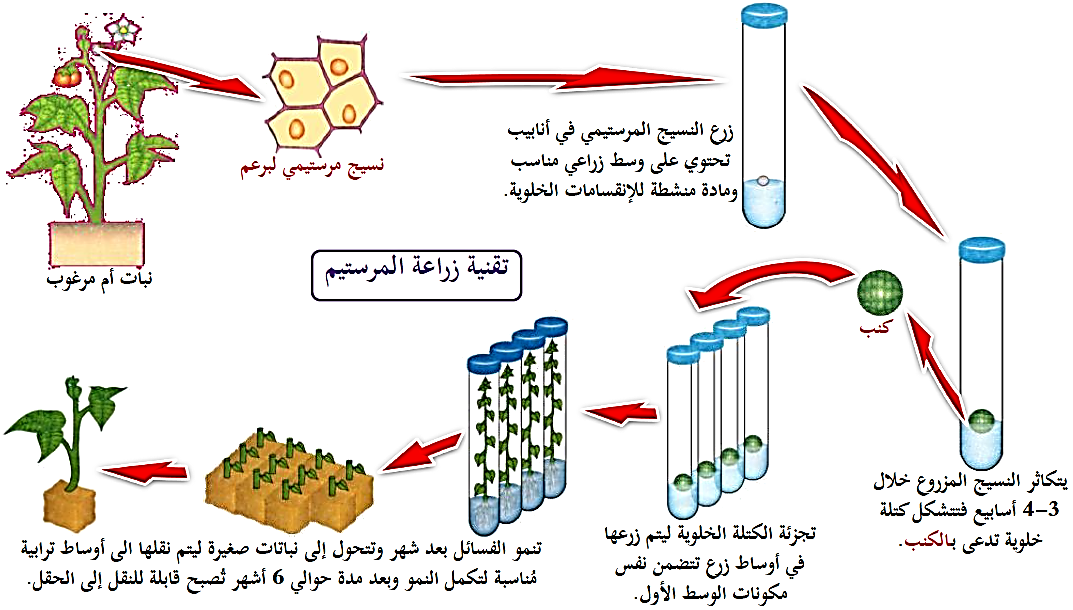 تقنية زراعة المرستيم
نبات أم مرغوب
نسيج مرستيمي لبرعم
زرع النسيج المرستيمي في أنابيب
تحتوي على وسط زراعي مناسب
ومادة منشطة للإنقسامات الخلوية.
يتكاثر النسيج المزروع خلال
3-4 أسابيع فتتشكل كتلة
خلوية تدعى بالكنب.
كنب
تجزئة الكتلة الخلوية ليتم زرعها
في أوساط زرع تتضمن نفس
مكونات الوسط الأول.
تنمو الفسائل بعد شهر وتتحول إلى نباتات صغيرة ليتم نقلها الى أوساط ترابية
مُناسبة لتكمل النمو وبعد مدة حوالي 6 أشهر تُصبح قابلة للنقل إلى الحقل.